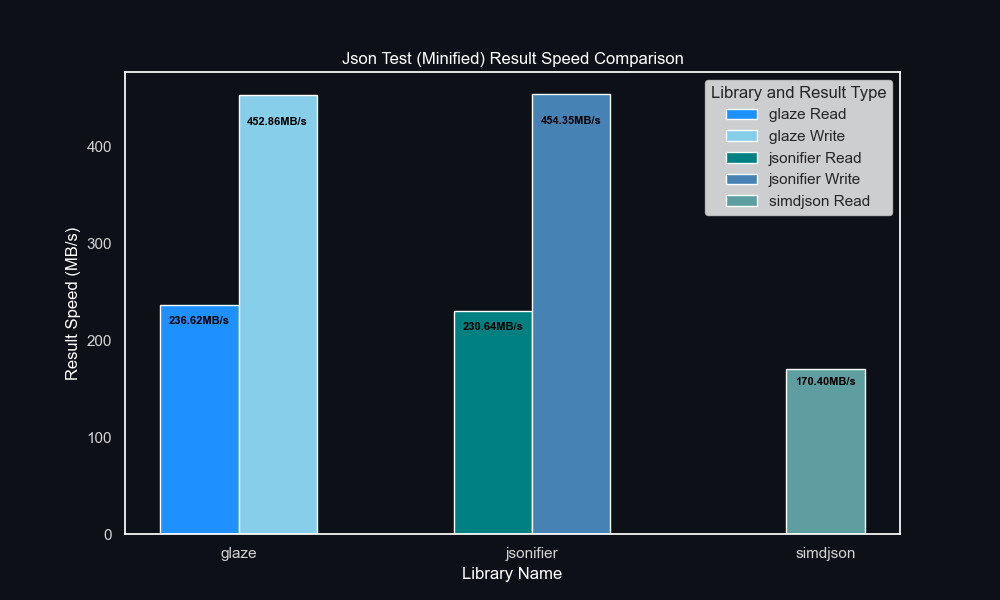 Json Test (Minified) Result Speed Comparison
Library and Result Type
glaze Read
glaze Write
jsonifier Read
jsonifier Write
simdjson Read
452.86MB/s
454.35MB/s
236.62MB/s
230.64MB/s
170.40MB/s
Result Speed (MB/s)
400
300
200
100
0
glaze
jsonifier
simdjson
Library Name